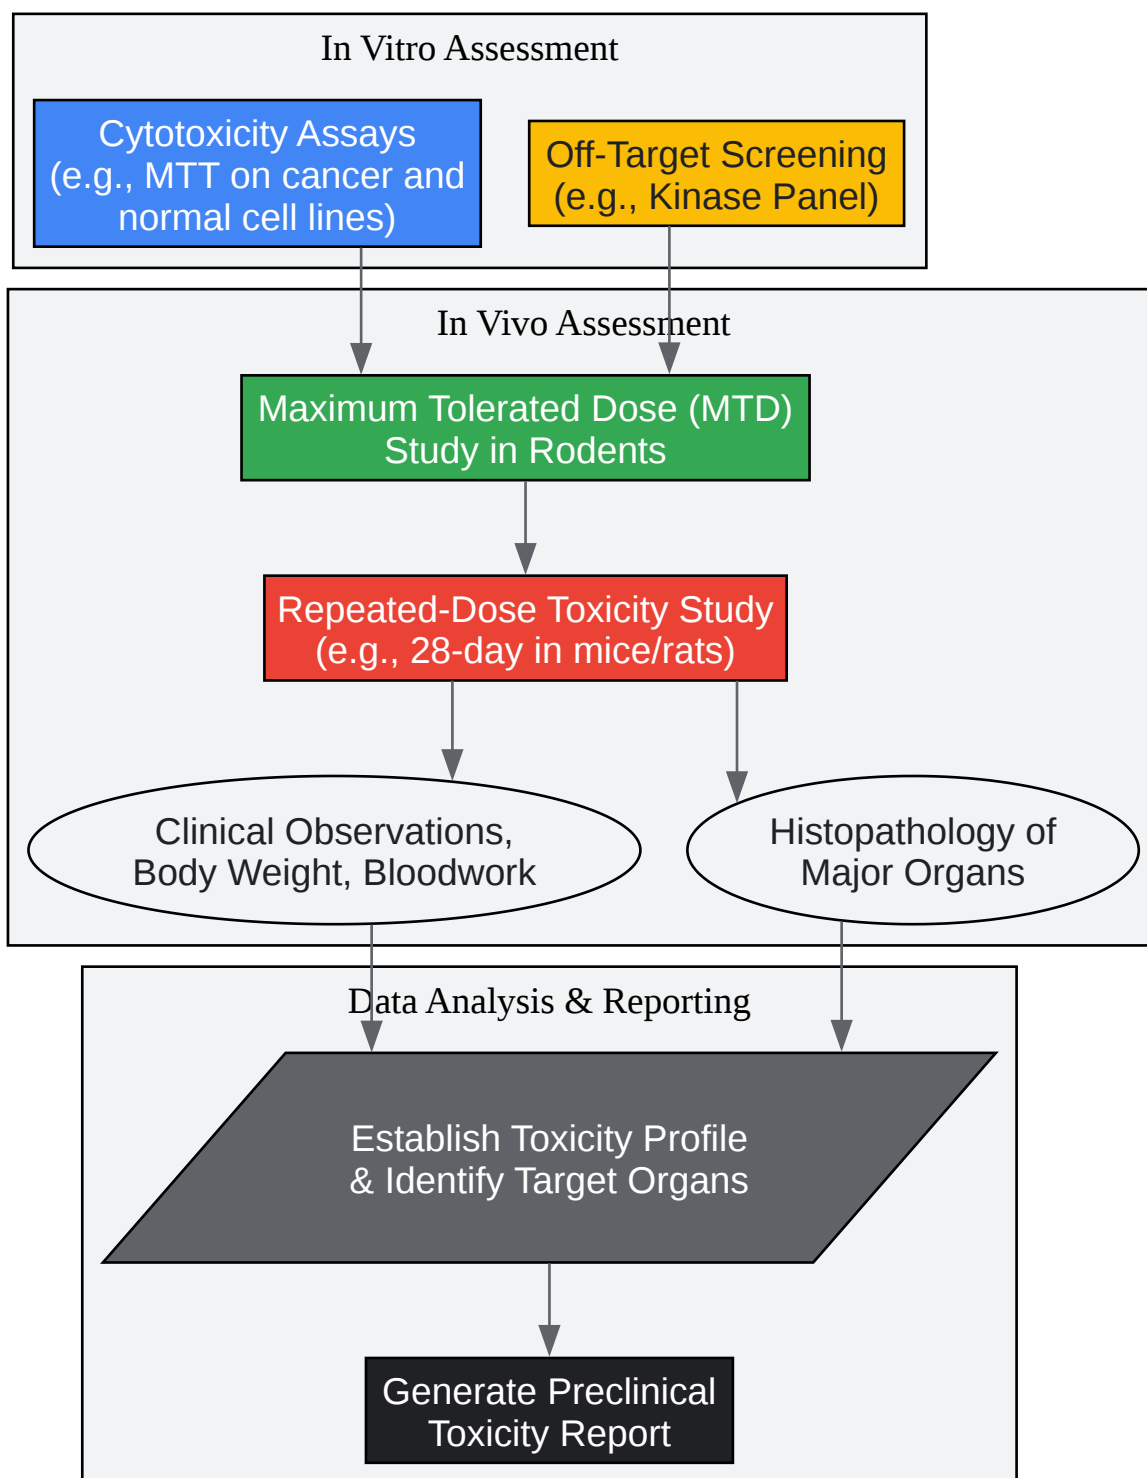 In Vitro Assessment
Cytotoxicity Assays
(e.g., MTT on cancer and
normal cell lines)
Off-Target Screening
(e.g., Kinase Panel)
In Vivo Assessment
Maximum Tolerated Dose (MTD)
Study in Rodents
Repeated-Dose Toxicity Study
(e.g., 28-day in mice/rats)
Clinical Observations,
Body Weight, Bloodwork
Histopathology of
Major Organs
Data Analysis & Reporting
Establish Toxicity Profile
& Identify Target Organs
Generate Preclinical
Toxicity Report